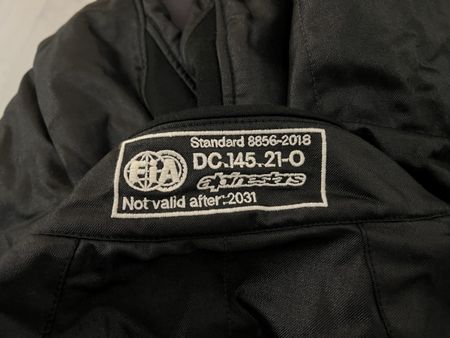 Standard 8856-2018
FIA DC.145.21-O
alpinestars
Not valid after:2031